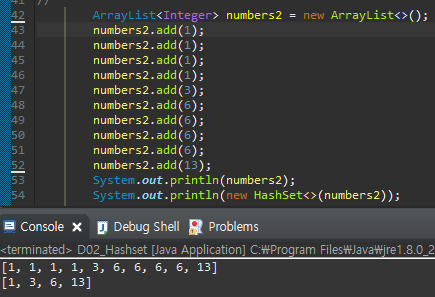 //
42 ArrayList<Integer> numbers2 = new ArrayList<>();
43 numbers2.add(1);
44 numbers2.add(1);
45 numbers2.add(1);
46 numbers2.add(1);
47 numbers2.add(3);
48 numbers2.add(6);
49 numbers2.add(6);
50 numbers2.add(6);
51 numbers2.add(6);
52 numbers2.add(13);
53 System.out.println(numbers2);
54 System.out.println(new HashSet<>(numbers2));
Console Debug Shell Problems
<terminated> D02_Hashset [Java Application] C:₩Program Files₩Java₩jre1.8.0_2
[1, 1, 1, 1, 3, 6, 6, 6, 6, 13]
[1, 3, 6, 13]